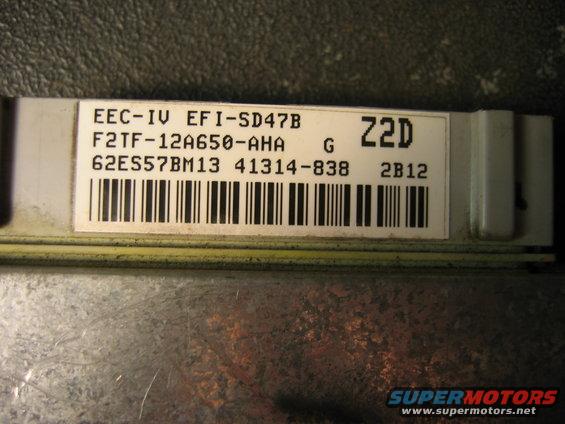 EEC-IV EFI-SD47B
Z2D
F2TF-12A650-AHA G
62ES57BM13 41314-838 2B12
SUPERMOTORS
www.supermotors.net